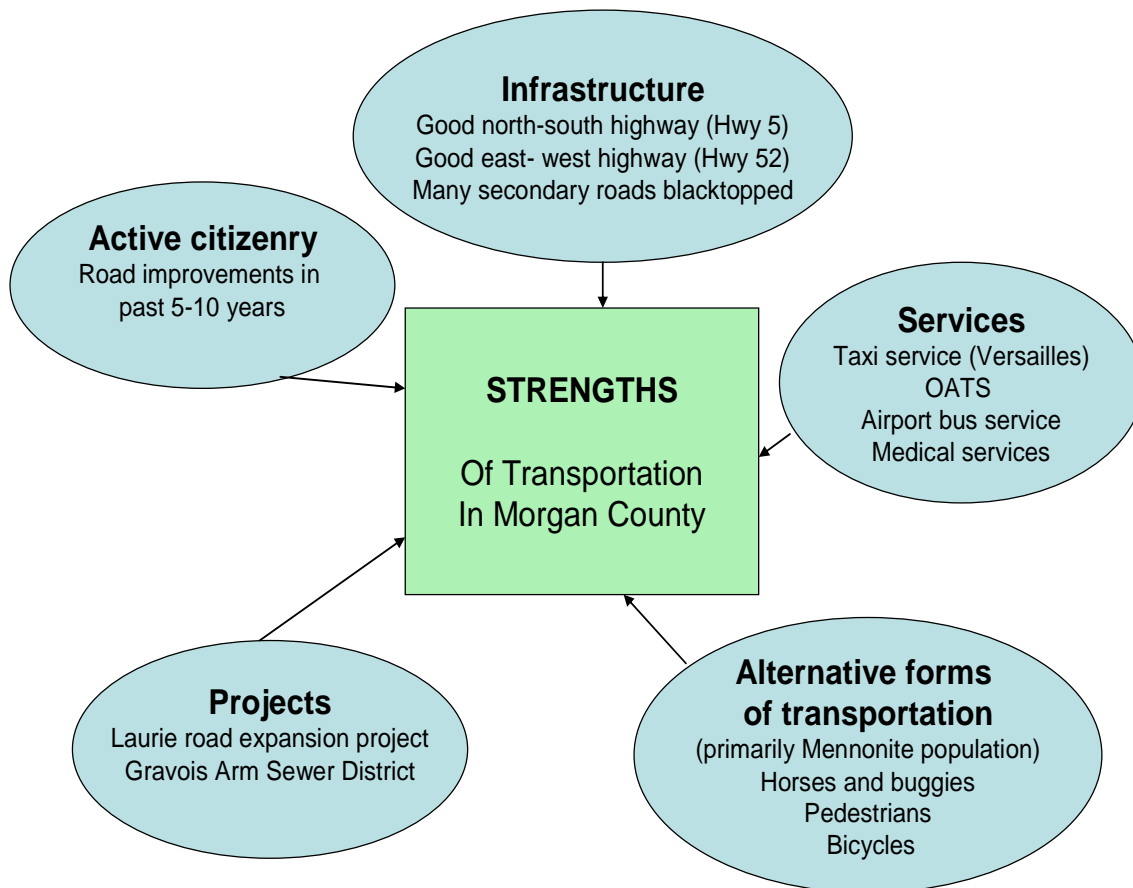 Infrastructure
Good north-south highway (Hwy 5)
Good east- west highway (Hwy 52)
Many secondary roads blacktopped
Active citizenry
Road improvements in
past 5-10 years
Services
Taxi service (Versailles)
OATS
Airport bus service
Medical services
STRENGTHS
Of Transportation
In Morgan County
Projects
Laurie road expansion project
Gravois Arm Sewer District
Alternative forms
of transportation
(primarily Mennonite population)
Horses and buggies
Pedestrians
Bicycles